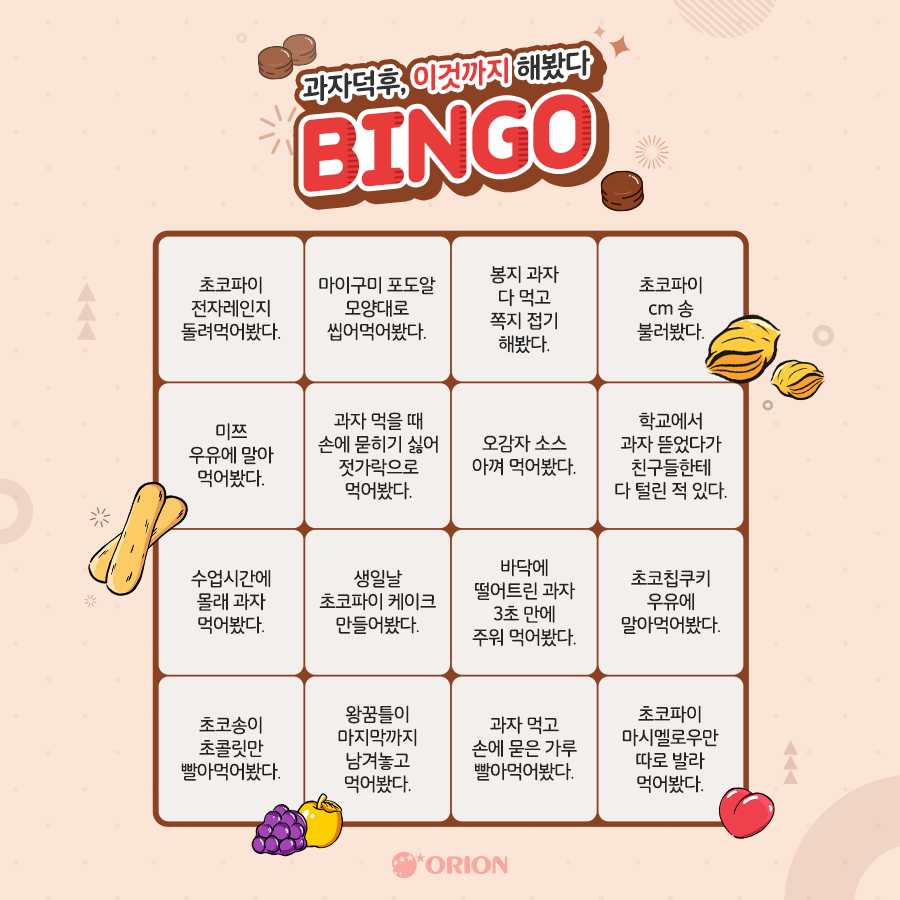 과자덕후, 이것까지 해봤다
BINGO
초코파이
전자레인지
돌려먹어봤다.
마이구미 포도알
모양대로
씹어먹어봤다.
봉지 과자
다 먹고
쪽지 접기
해봤다.
초코파이
cm 송
불러봤다.
미쯔
우유에 말아
먹어봤다.
과자 먹을 때
손에 묻히기 싫어
젓가락으로
먹어봤다.
오감자 소스
아껴 먹어봤다.
학교에서
과자 뜯었다가
친구들한테
다 털린 적 있다.
수업시간에
몰래 과자
먹어봤다.
생일날
초코파이 케이크
만들어봤다.
바닥에
떨어트린 과자
3초 만에
주워 먹어봤다.
초코칩쿠키
우유에
말아먹어봤다.
초코송이
초콜릿만
빨아먹어봤다.
왕꿈틀이
마지막까지
남겨놓고
먹어봤다.
과자 먹고
손에 묻은 가루
빨아먹어봤다.
초코파이
마시멜로우만
따로 발라
먹어봤다.
ORION